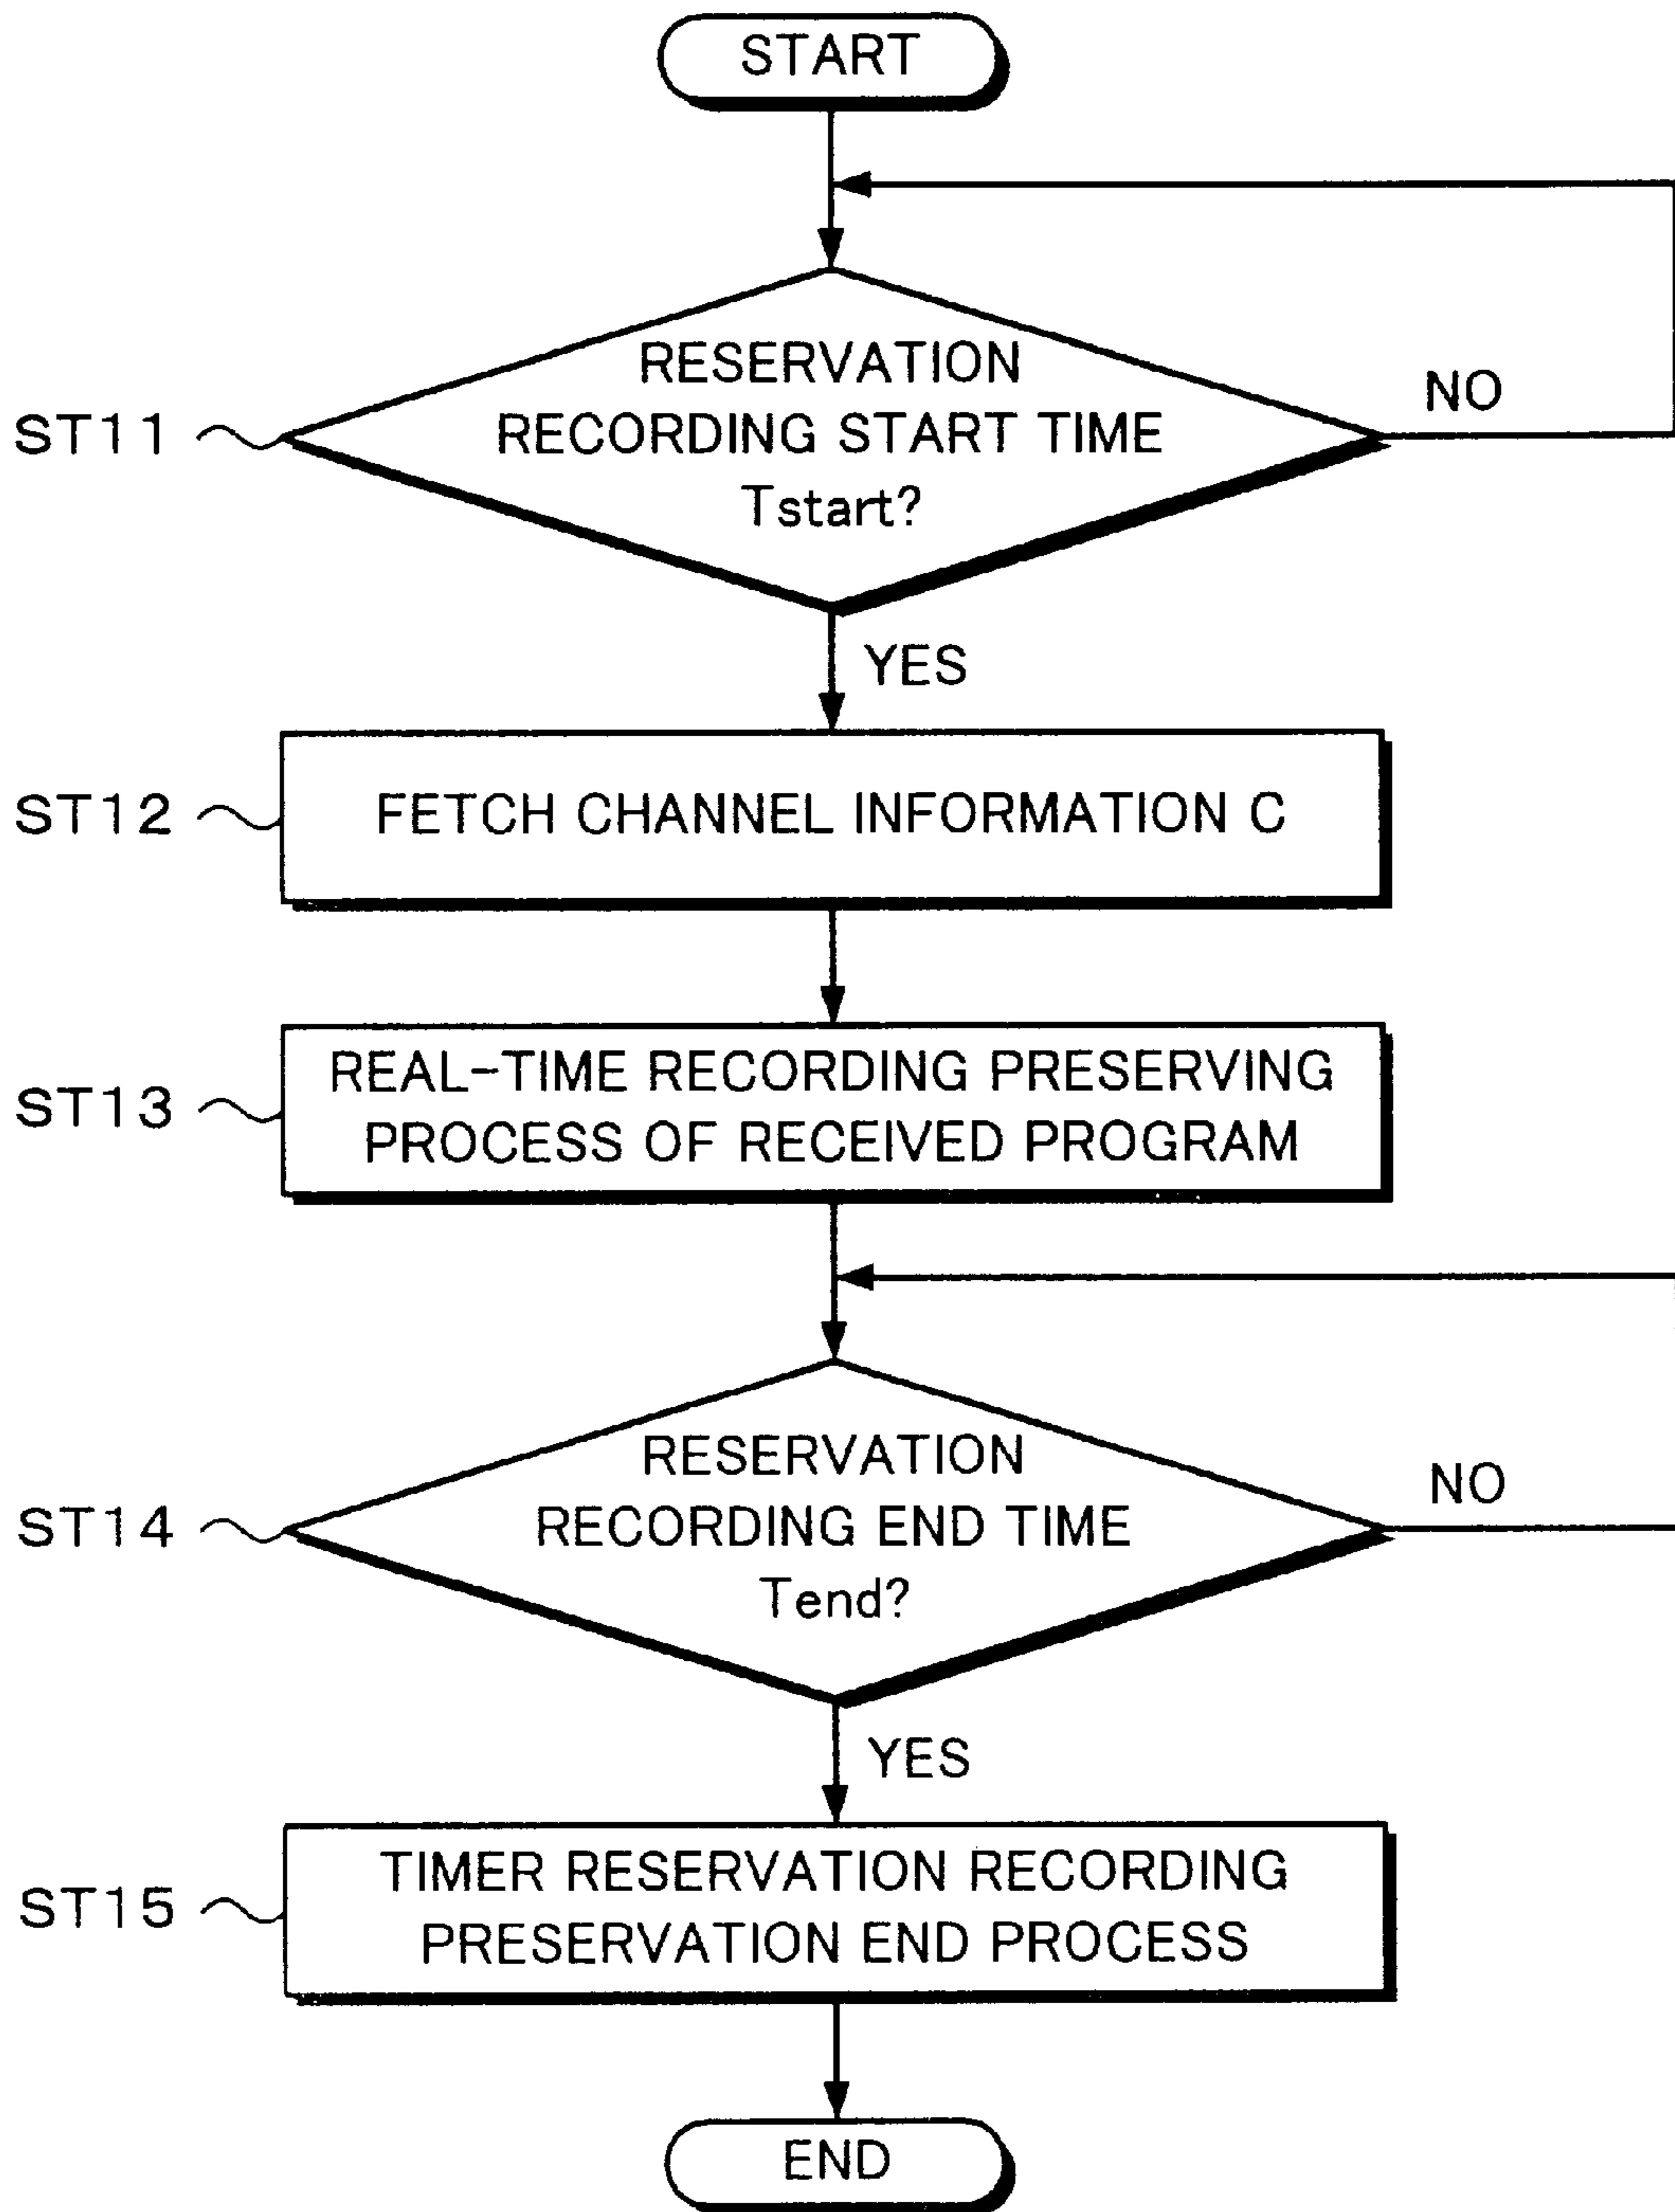 START
RESERVATION
RECORDING START TIME
Tstart?
NO
ST11
YES
ST12
FETCH CHANNEL INFORMATION C
ST13
REAL-TIME RECORDING PRESERVING
PROCESS OF RECEIVED PROGRAM
RESERVATION
RECORDING END TIME
Tend?
NO
ST14
YES
ST15
TIMER RESERVATION RECORDING
PRESERVATION END PROCESS
END